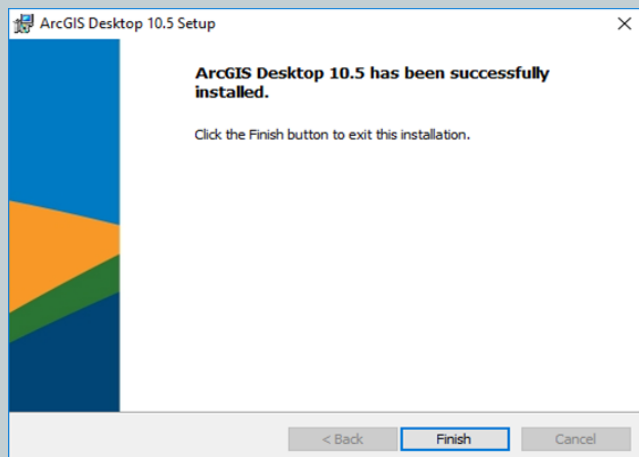 ArcGIS Desktop 10.5 Setup
ArcGIS Desktop 10.5 has been successfully
installed.
Click the Finish button to exit this installation.
< Back
Finish
Cancel